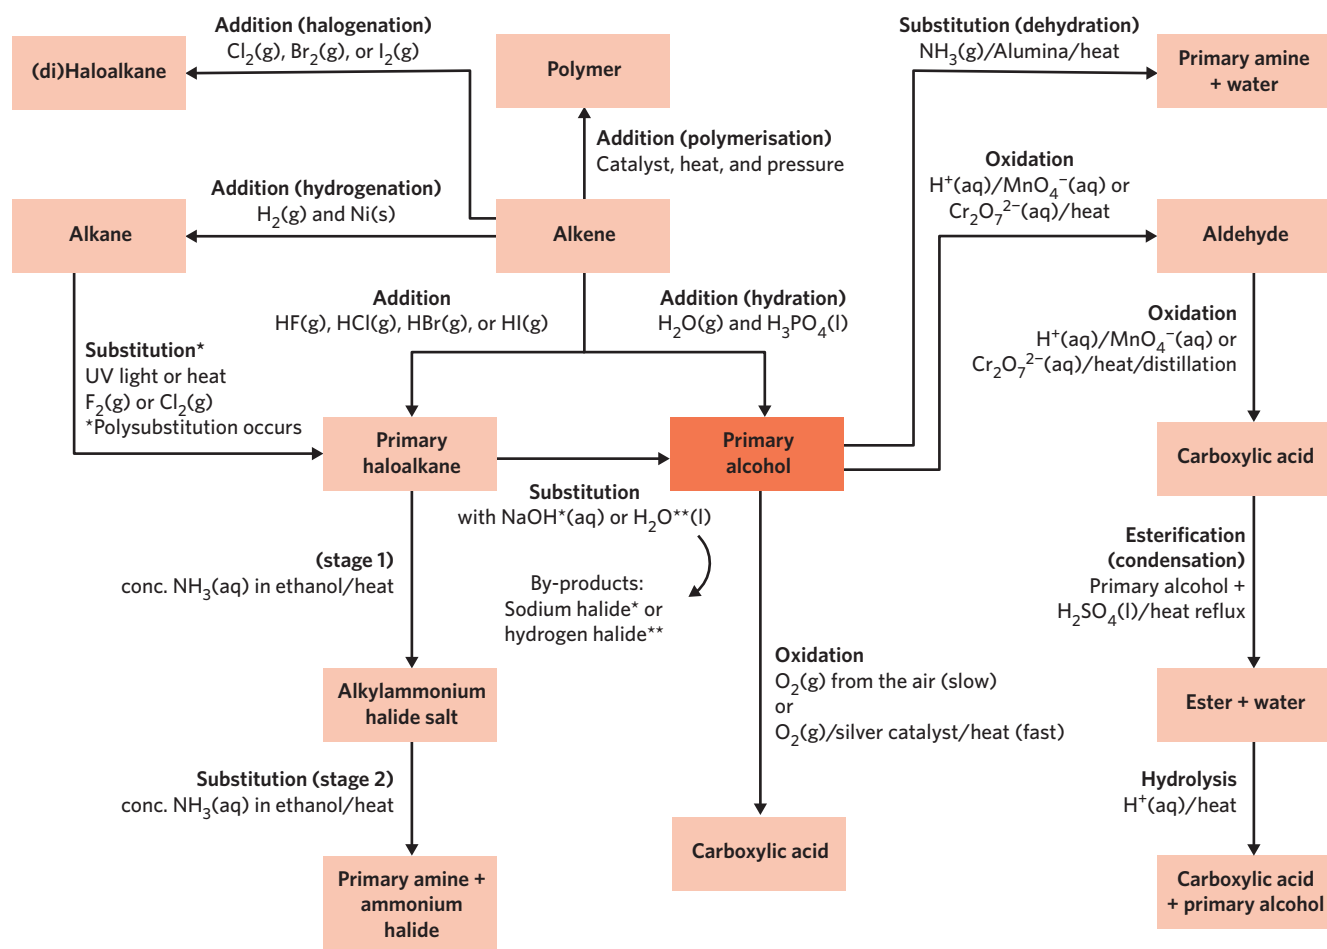 Addition (halogenation)
Cl₂(g), Br₂(g), or I₂(g)
(di)Haloalkane
Polymer
Substitution (dehydration)
NH₃(g)/Alumina/heat
Primary amine
+ water
Addition (polymerisation)
Catalyst, heat, and pressure
Addition (hydrogenation)
H₂(g) and Ni(s)
Oxidation
H⁺(aq)/MnO₄⁻(aq) or
Cr₂O₇²⁻(aq)/heat
Alkane
Alkene
Aldehyde
Addition
HF(g), HCl(g), HBr(g), or HI(g)
Addition (hydration)
H₂O(g) and H₃PO₄(l)
Substitution*
UV light or heat
F₂(g) or Cl₂(g)
*Polysubstitution occurs
Oxidation
H⁺(aq)/MnO₄⁻(aq) or
Cr₂O₇²⁻(aq)/heat/distillation
Primary
haloalkane
Primary
alcohol
Carboxylic acid
Substitution
with NaOH*(aq) or H₂O**(l)
By-products:
Sodium halide* or
hydrogen halide**
(stage 1)
conc. NH₃(aq) in ethanol/heat
Esterification
(condensation)
Primary alcohol +
H₂SO₄(l)/heat reflux
Oxidation
O₂(g) from the air (slow)
or
O₂(g)/silver catalyst/heat (fast)
Alkylammonium
halide salt
Ester + water
Substitution (stage 2)
conc. NH₃(aq) in ethanol/heat
Hydrolysis
H⁺(aq)/heat
Carboxylic acid
Primary amine +
ammonium
halide
Carboxylic acid
+ primary alcohol